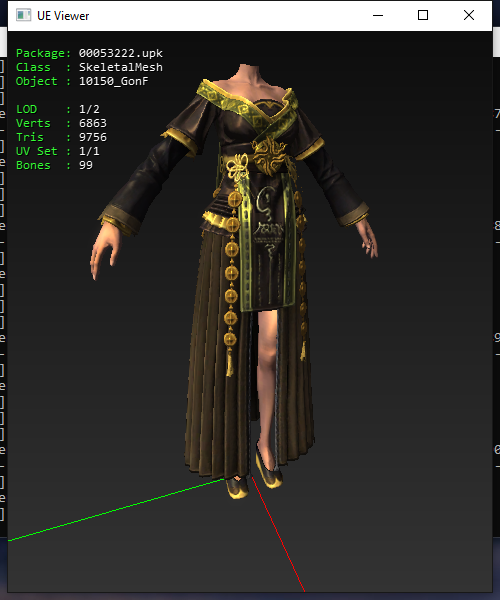 UE Viewer
Package: 00053222.upk
Class : SkeletalMesh
Object : 10150_GonF
LOD : 1/2
Verts : 6863
Tris : 9756
UV Set : 1/1
Bones : 99